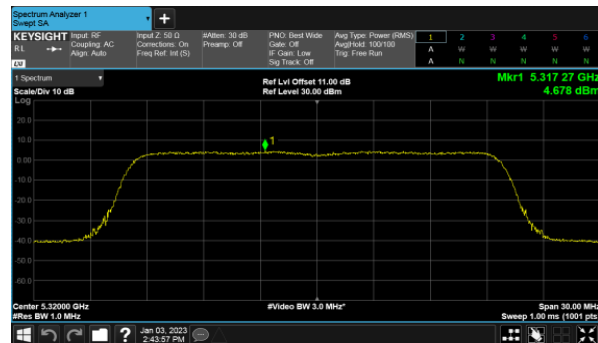 Spectrum Analyzer 1
Swept SA
+
KEYSIGHT Input: RF Input Z: 50 Ω #Atten: 30 dB PNO: Best Wide Avg Type: Power (RMS) 1 2 3 4 5 6
RL Coupling: AC Corrections: On Preamp: Off Gate: Off Avg|Hold: 100/100 A W W W W W
Align: Auto Freq Ref: Int (S) IF Gain: Low Trig: Free Run
LXI Sig Track: Off A N N N N N
1 Spectrum Ref Lvl Offset 11.00 dB Mkr1 5.317 27 GHz
Scale/Div 10 dB Ref Level 30.00 dBm 4.678 dBm
Log
20.0
1
10.0
0.00
-10.0
-20.0
-30.0
-40.0
-50.0
-60.0
Center 5.32000 GHz #Video BW 3.0 MHz* Span 30.00 MHz
#Res BW 1.0 MHz Sweep 1.00 ms (1001 pts)
? Jan 03, 2023
2:43:57 PM